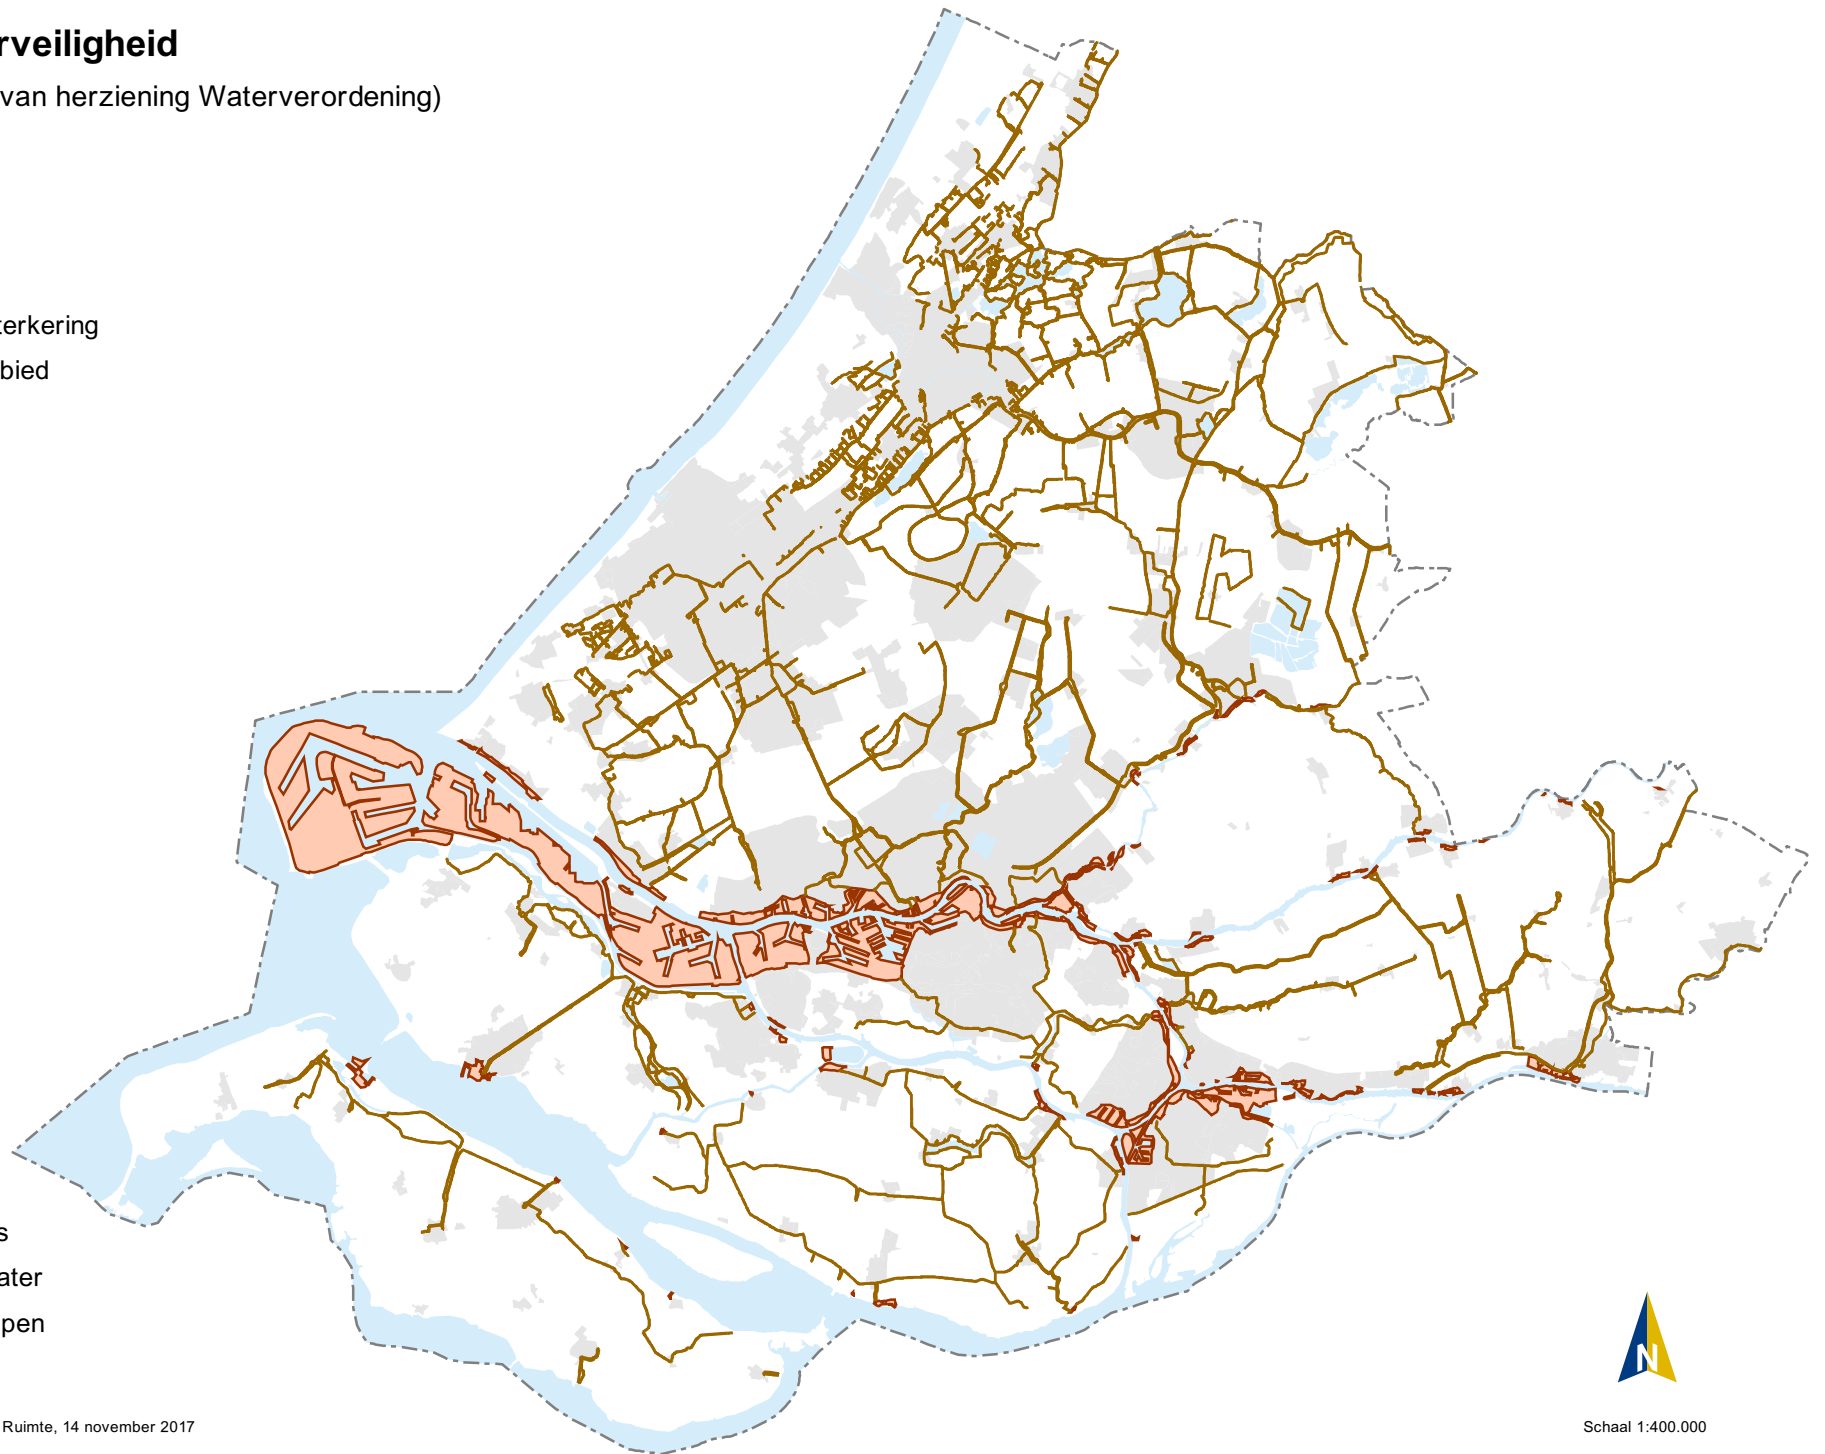 rveiligheid
van herziening Waterverordening)
terkering
bied
s
ater
pen
N
Ruimte, 14 november 2017
Schaal 1:400.000